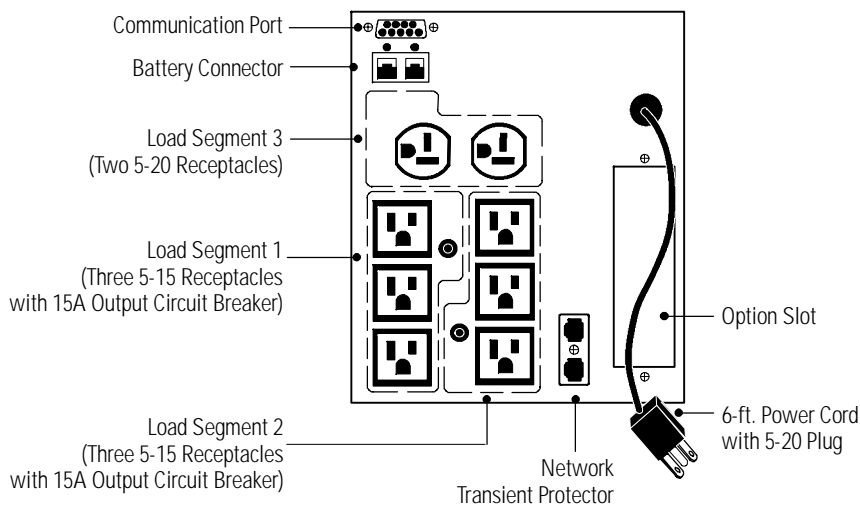 Communication Port
Battery Connector
Load Segment 3
(Two 5-20 Receptacles)
Load Segment 1
(Three 5-15 Receptacles
with 15A Output Circuit Breaker)
Option Slot
6-ft. Power Cord
with 5-20 Plug
Load Segment 2
(Three 5-15 Receptacles
with 15A Output Circuit Breaker)
Network
Transient Protector